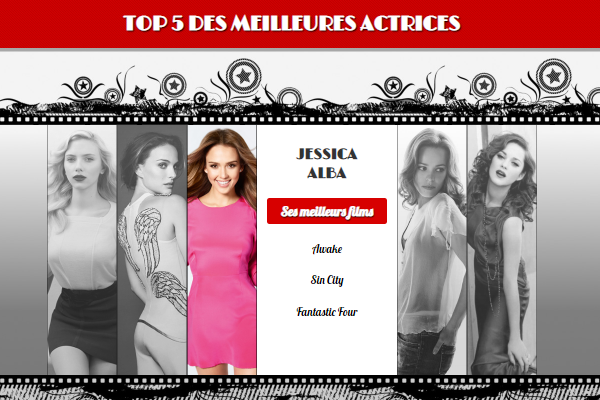 TOP 5 DES MEILLEURES ACTRICES
JESSICA
ALBA
Ses meilleurs films
Awake
Sin City
Fantastic Four